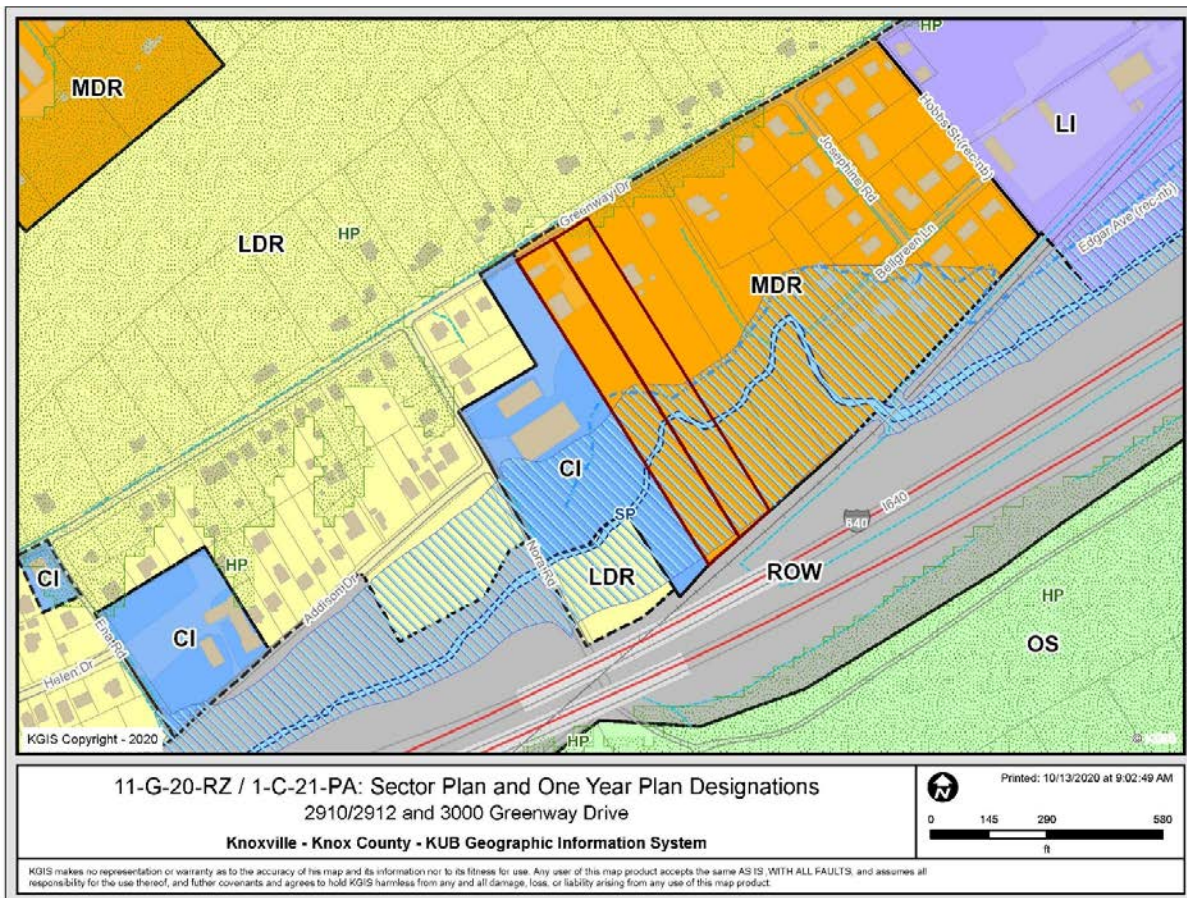 HP
MDR
LI
Hobbs St (rec-nb)
Josephine Rd
Greenway Dr
Edgar Ave (rec-nb)
HP
LDR
Bellgreen Ln
MDR
CI
SP
I640
640
CI
HP
Nora Rd
LDR
ROW
Addison Dr
HP
CI
Ena Rd
OS
Helen Dr
KGIS Copyright - 2020
HP
11-G-20-RZ / 1-C-21-PA: Sector Plan and One Year Plan Designations
2910/2912 and 3000 Greenway Drive
Knoxville - Knox County - KUB Geographic Information System
Printed: 10/13/2020 at 9:02:49 AM
0 145 290 580
ft
KGIS makes no representation or warranty as to the accuracy of his map and its information nor to its fitness for use. Any user of this map product accepts the same AS IS ,WITH ALL FAULTS, and assumes all
responsibility for the use thereof, and futher covenants and agrees to hold KGIS harmless from any and all damage, loss, or liability arising from any use of this map product.